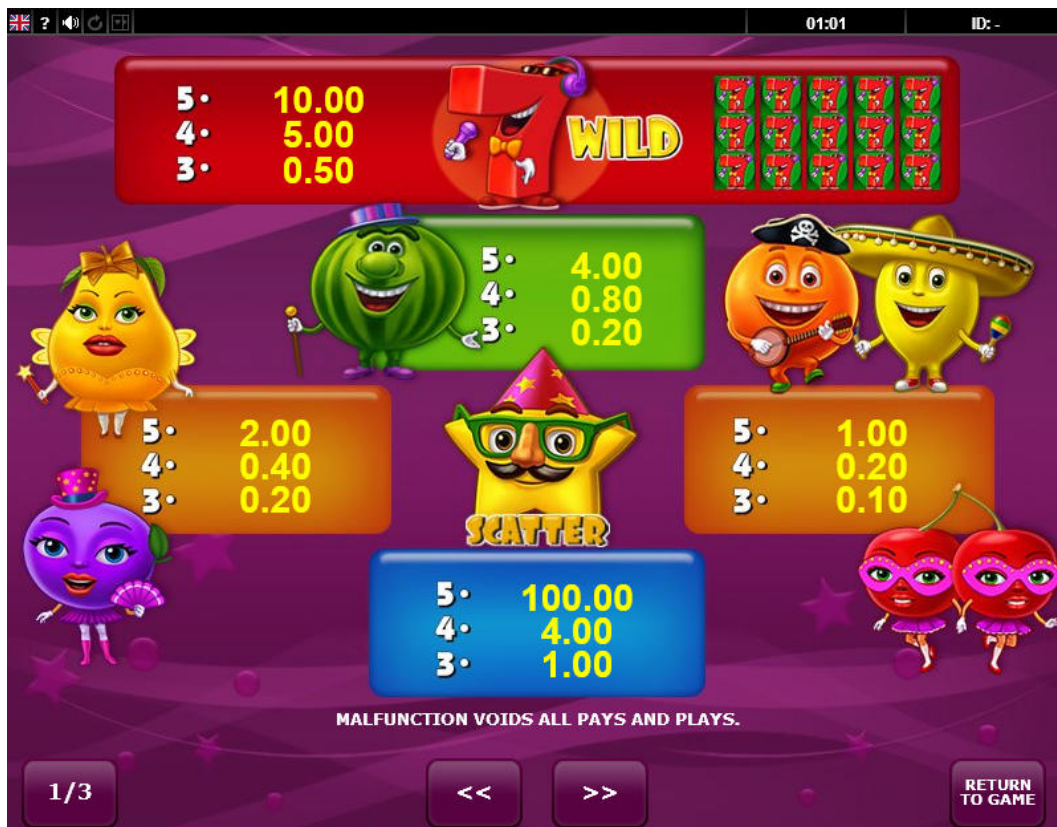 ? 01:01 ID: -
5• 10.00
4• 5.00
3• 0.50
7 WILD
5• 4.00
4• 0.80
3• 0.20
5• 2.00
4• 0.40
3• 0.20
5• 1.00
4• 0.20
3• 0.10
SCATTER
5• 100.00
4• 4.00
3• 1.00
MALFUNCTION VOIDS ALL PAYS AND PLAYS.
1/3 << >> RETURN
TO GAME